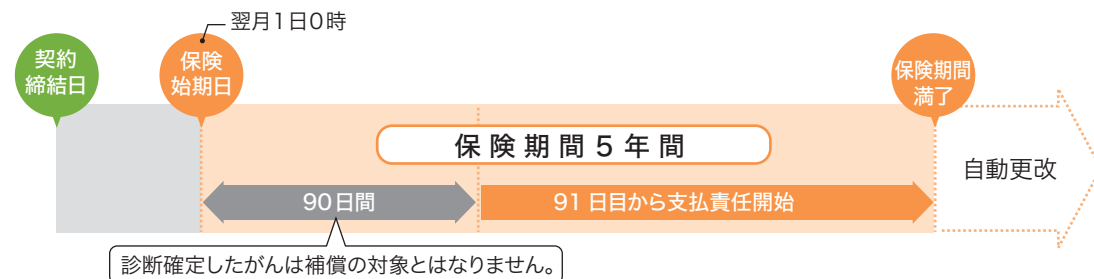 翌月1日0時
契約
締結日
保険
始期日
保険期間
満了
保険期間5年間
自動更改
90日間
91日目から支払責任開始
診断確定したがんは補償の対象とはなりません。